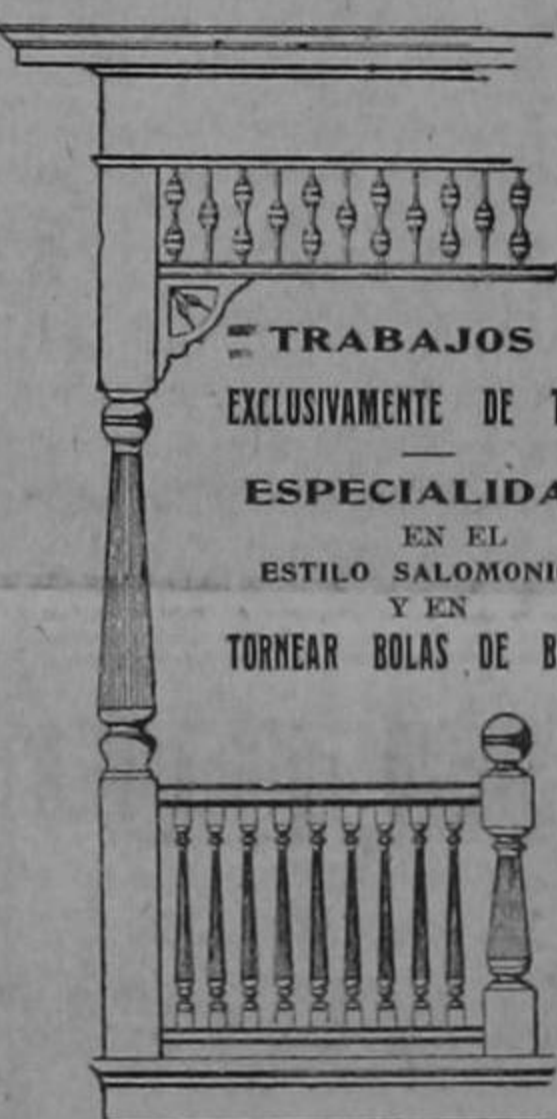 TRABAJOS
EXCLUSIVAMENTE DE
ESPECIALIDA
EN EL
ESTILO SALOMONI
Y EN
TORNEAR BOLAS DE B